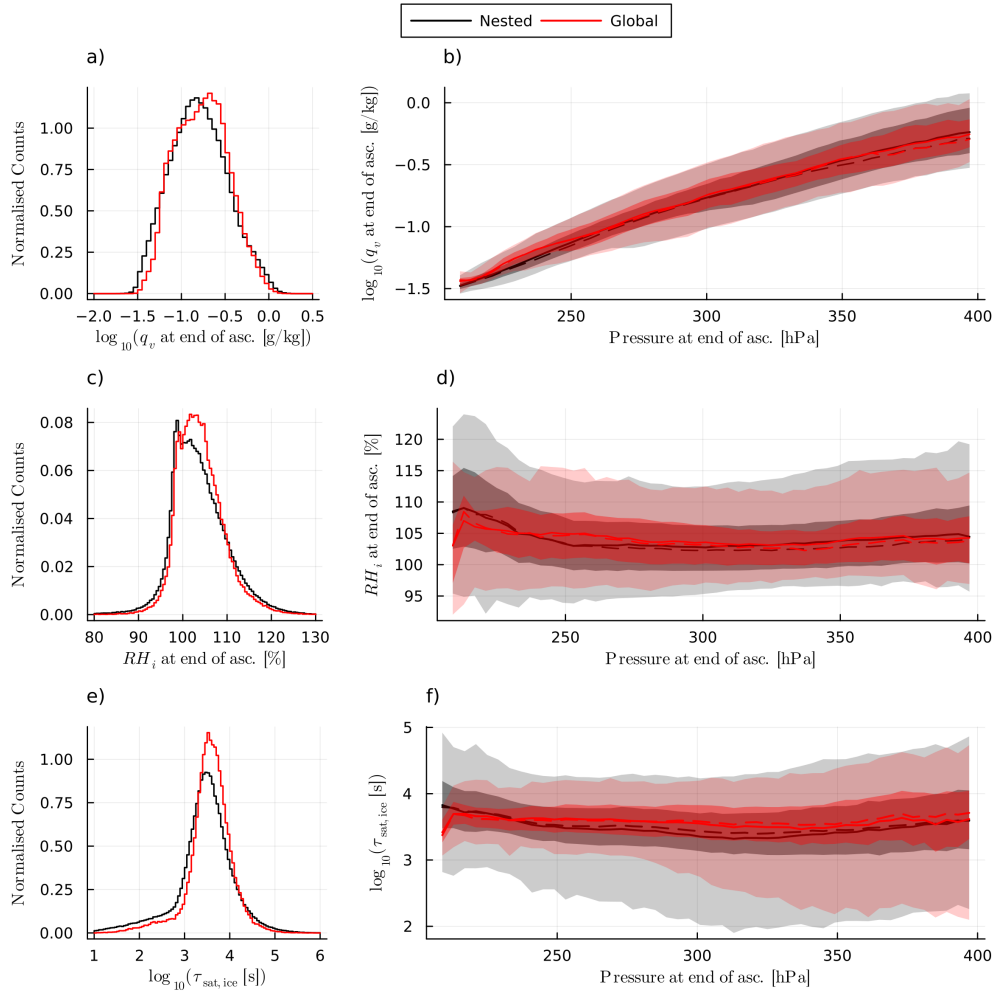 Nested Global
a)
Normalised Counts
1.00
0.75
0.50
0.25
0.00
−2.0 −1.5 −1.0 −0.5 0.0 0.5
log₁₀(qᵥ at end of asc. [g/kg])
b)
log₁₀(qᵥ at end of asc. [g/kg]
0.0
−0.5
−1.0
−1.5
250 300 350 400
Pressure at end of asc. [hPa]
c)
Normalised Counts
0.08
0.06
0.04
0.02
0.00
80 90 100 110 120 130
RHᵢ at end of asc. [%]
d)
RHᵢ at end of asc. [%]
120
115
110
105
100
95
250 300 350 400
Pressure at end of asc. [hPa]
e)
Normalised Counts
1.00
0.75
0.50
0.25
0.00
1 2 3 4 5 6
log₁₀(τ sat, ice [s])
f)
log₁₀(τ sat, ice [s])
5
4
3
2
250 300 350 400
Pressure at end of asc. [hPa]